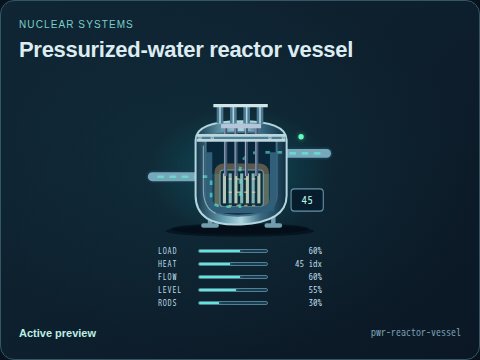 NUCLEAR SYSTEMS
Pressurized-water reactor vessel
45
LOAD 60%
HEAT 45 idx
FLOW 60%
LEVEL 55%
RODS 30%
Active preview
pwr-reactor-vessel